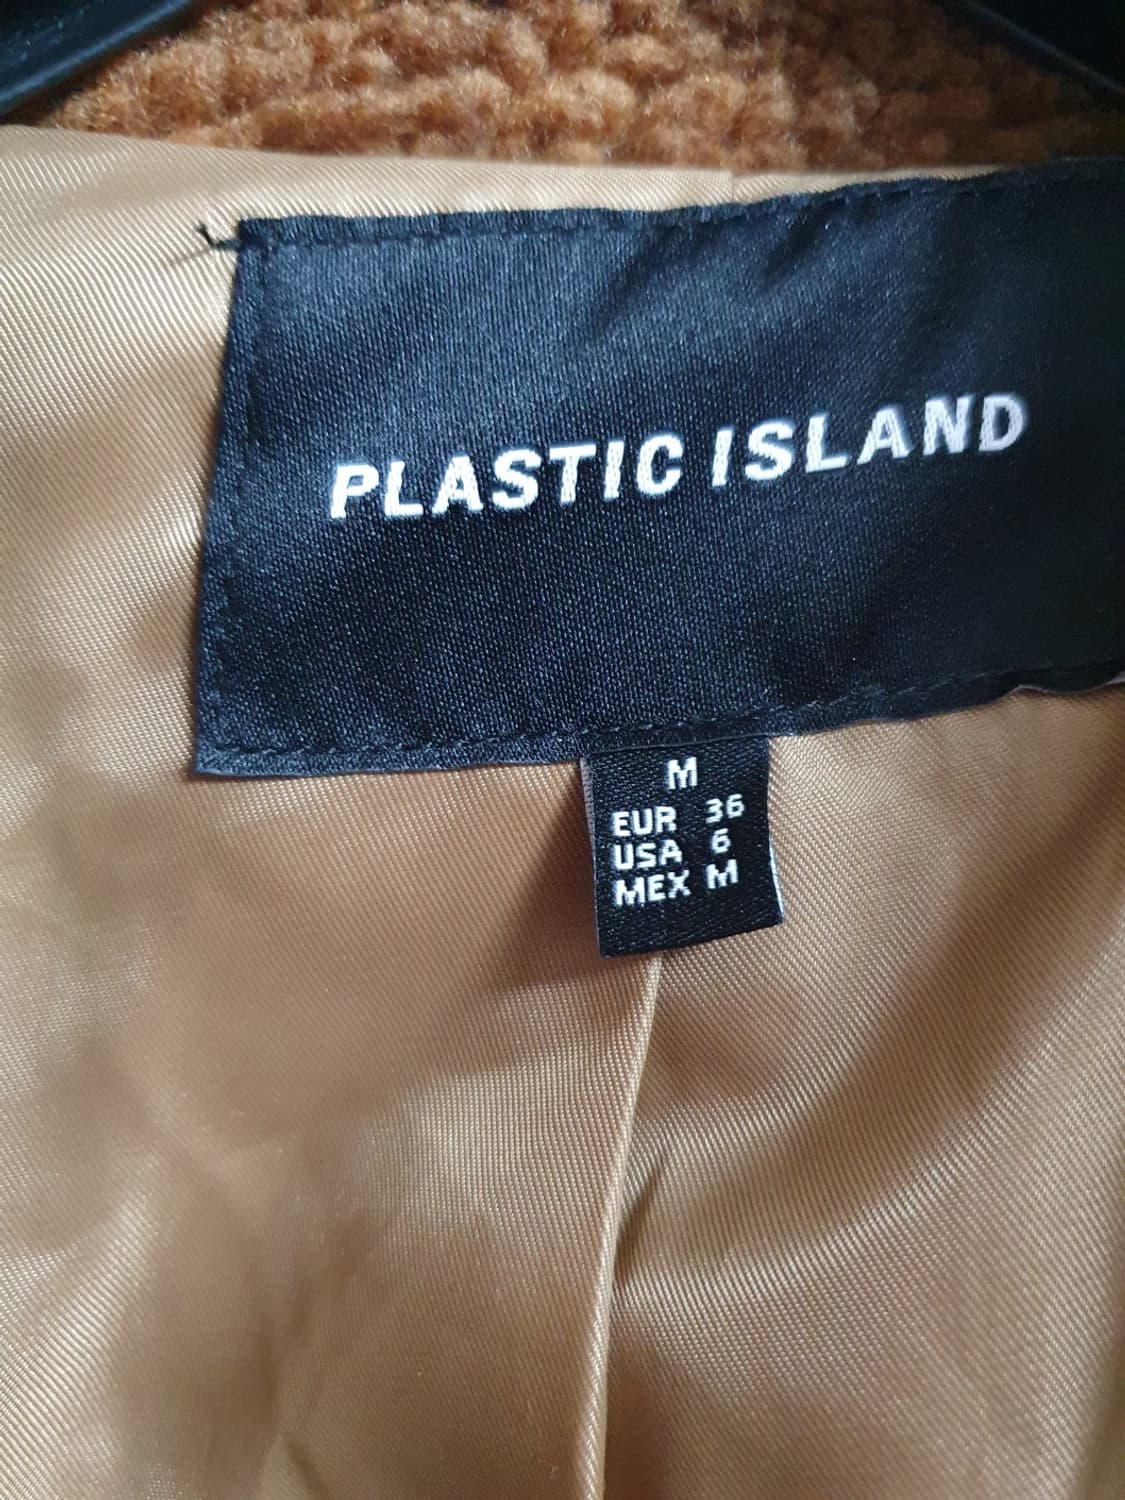 PLASTIC ISLAND
M
EUR 36
USA 6
MEX M